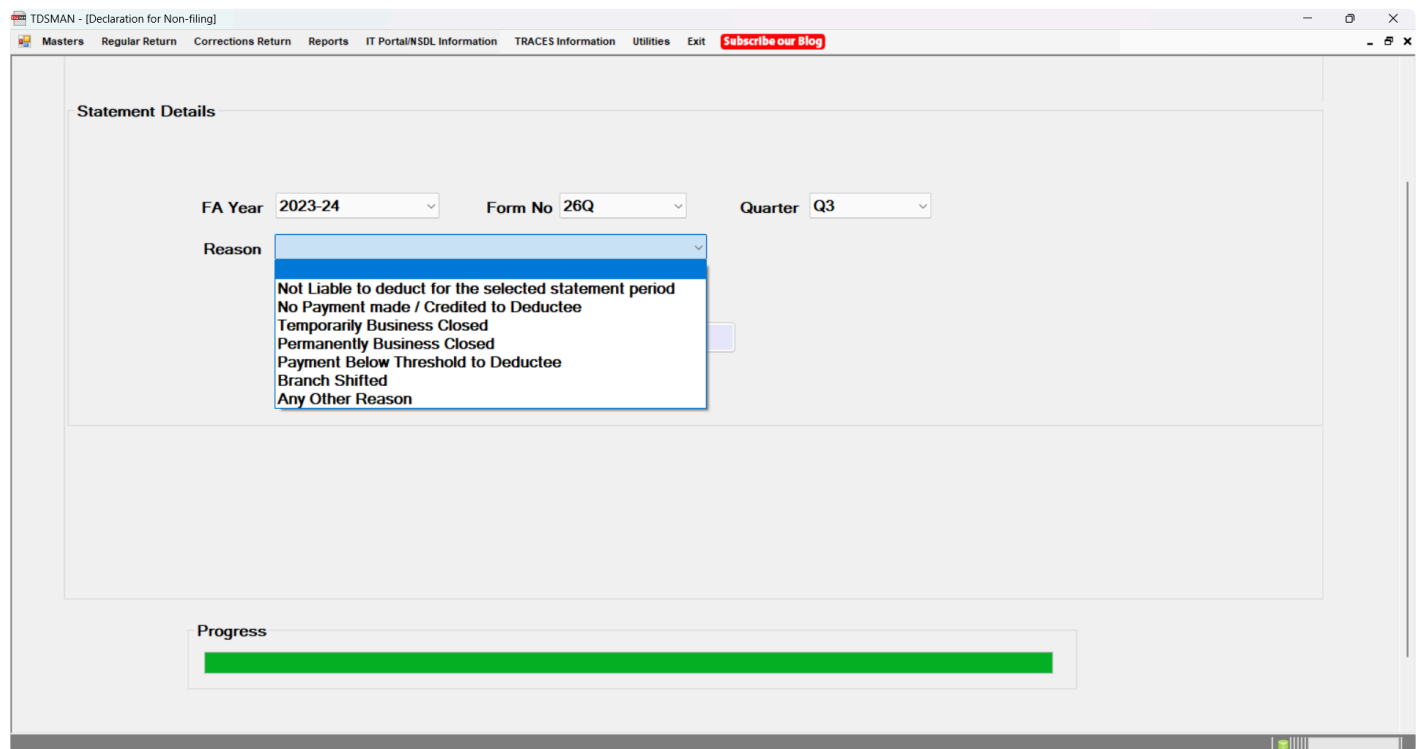 TDSMAN - [Declaration for Non-filing]
Masters Regular Return Corrections Return Reports IT Portal/NSDL Information TRACES Information Utilities Exit Subscribe our Blog
Statement Details
FA Year 2023-24 Form No 26Q Quarter Q3
Reason
Not Liable to deduct for the selected statement period
No Payment made / Credited to Deductee
Temporarily Business Closed
Permanently Business Closed
Payment Below Threshold to Deductee
Branch Shifted
Any Other Reason
Progress